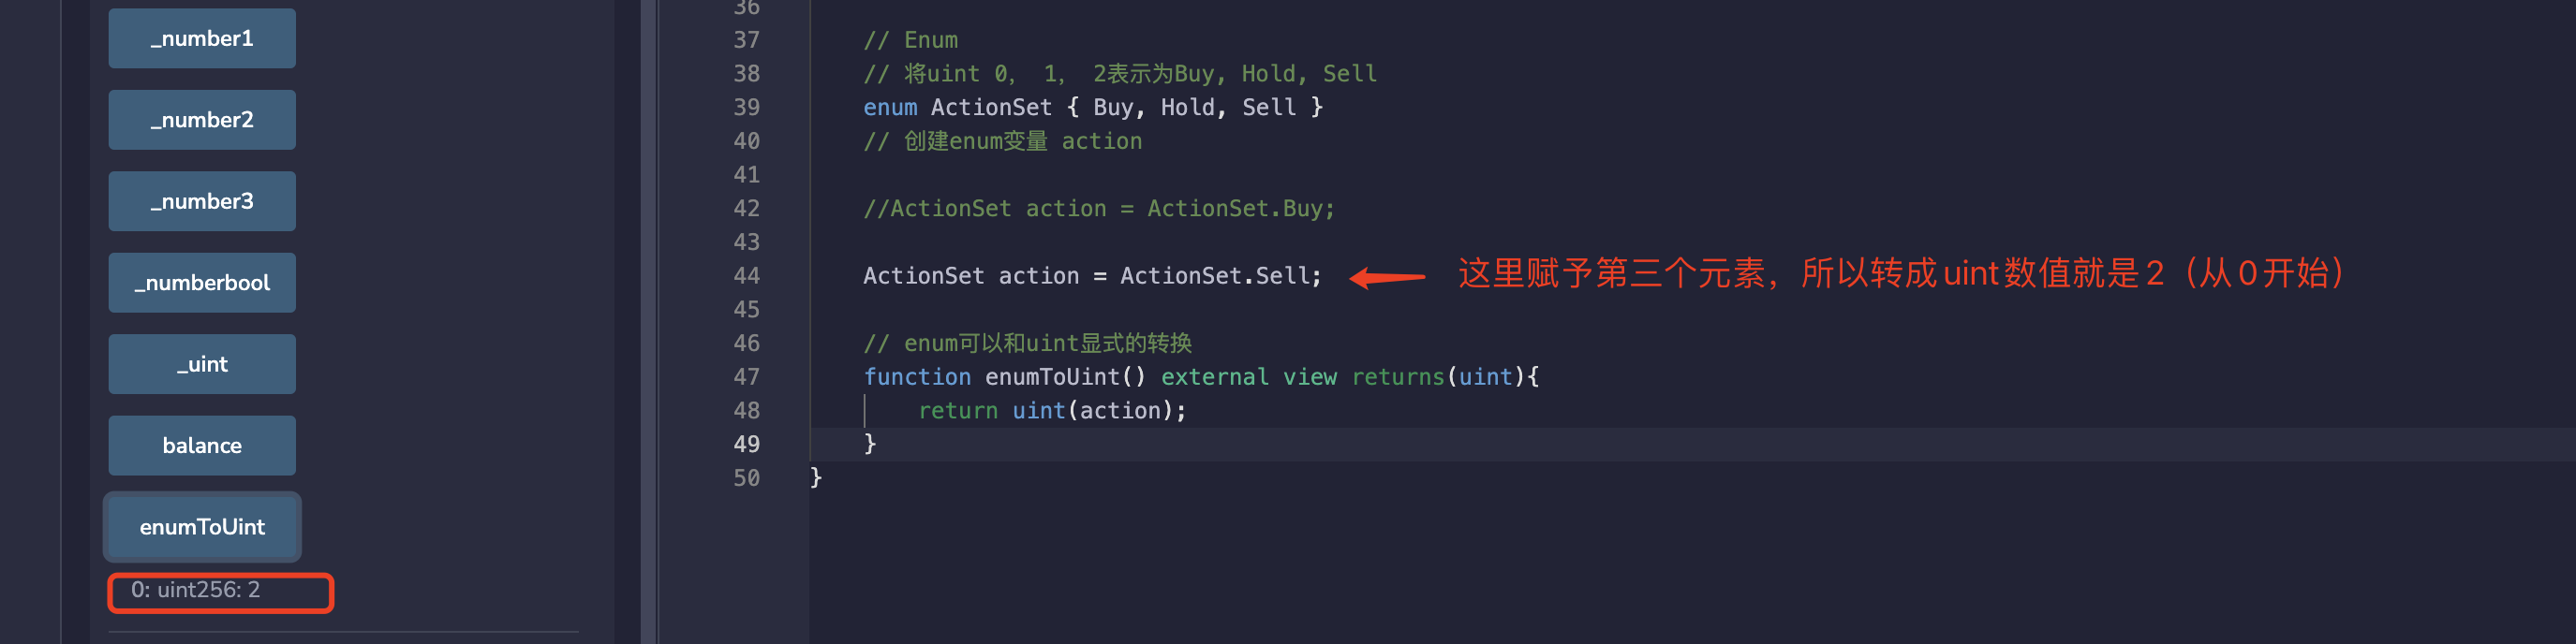 _number1
_number2
_number3
_numberbool
_uint
balance
enumToUint
0: uint256: 2
36
37 // Enum
38 // 将uint 0， 1， 2表示为Buy, Hold, Sell
39 enum ActionSet { Buy, Hold, Sell }
40 // 创建enum变量 action
41
42 //ActionSet action = ActionSet.Buy;
43
44 ActionSet action = ActionSet.Sell; 这里赋予第三个元素，所以转成uint数值就是2（从0开始）
45
46 // enum可以和uint显式的转换
47 function enumToUint() external view returns(uint){
48 return uint(action);
49 }
50 }